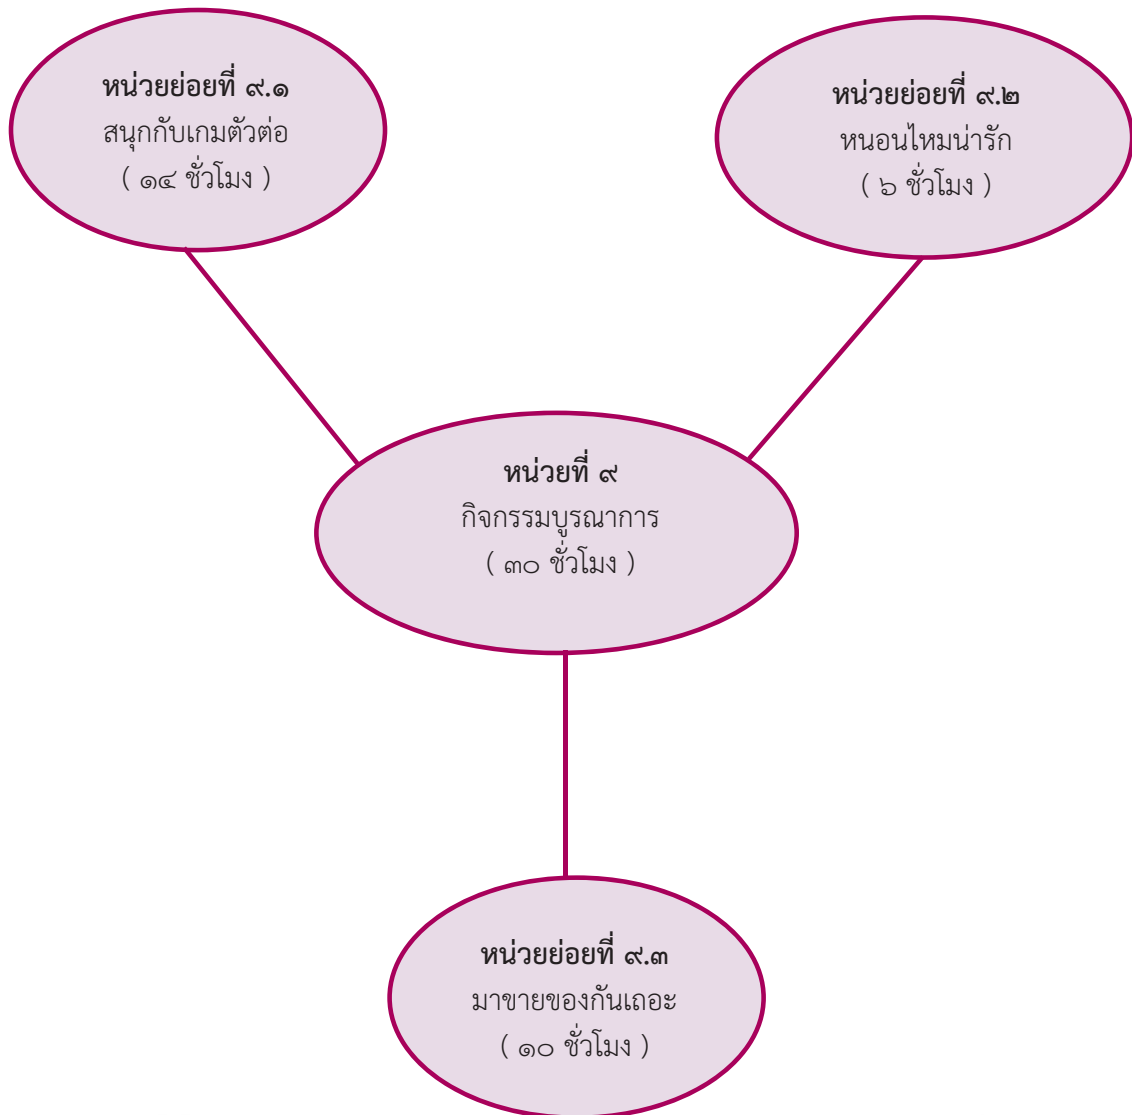 หน่วยย่อยที่ ๙.๑
สนุกกับเกมตัวต่อ
( ๑๔ ชั่วโมง )
หน่วยย่อยที่ ๙.๒
หนอนไหมน่ารัก
( ๖ ชั่วโมง )
หน่วยที่ ๙
กิจกรรมบูรณาการ
( ๓๐ ชั่วโมง )
หน่วยย่อยที่ ๙.๓
มาขายของกันเถอะ
( ๑๐ ชั่วโมง )